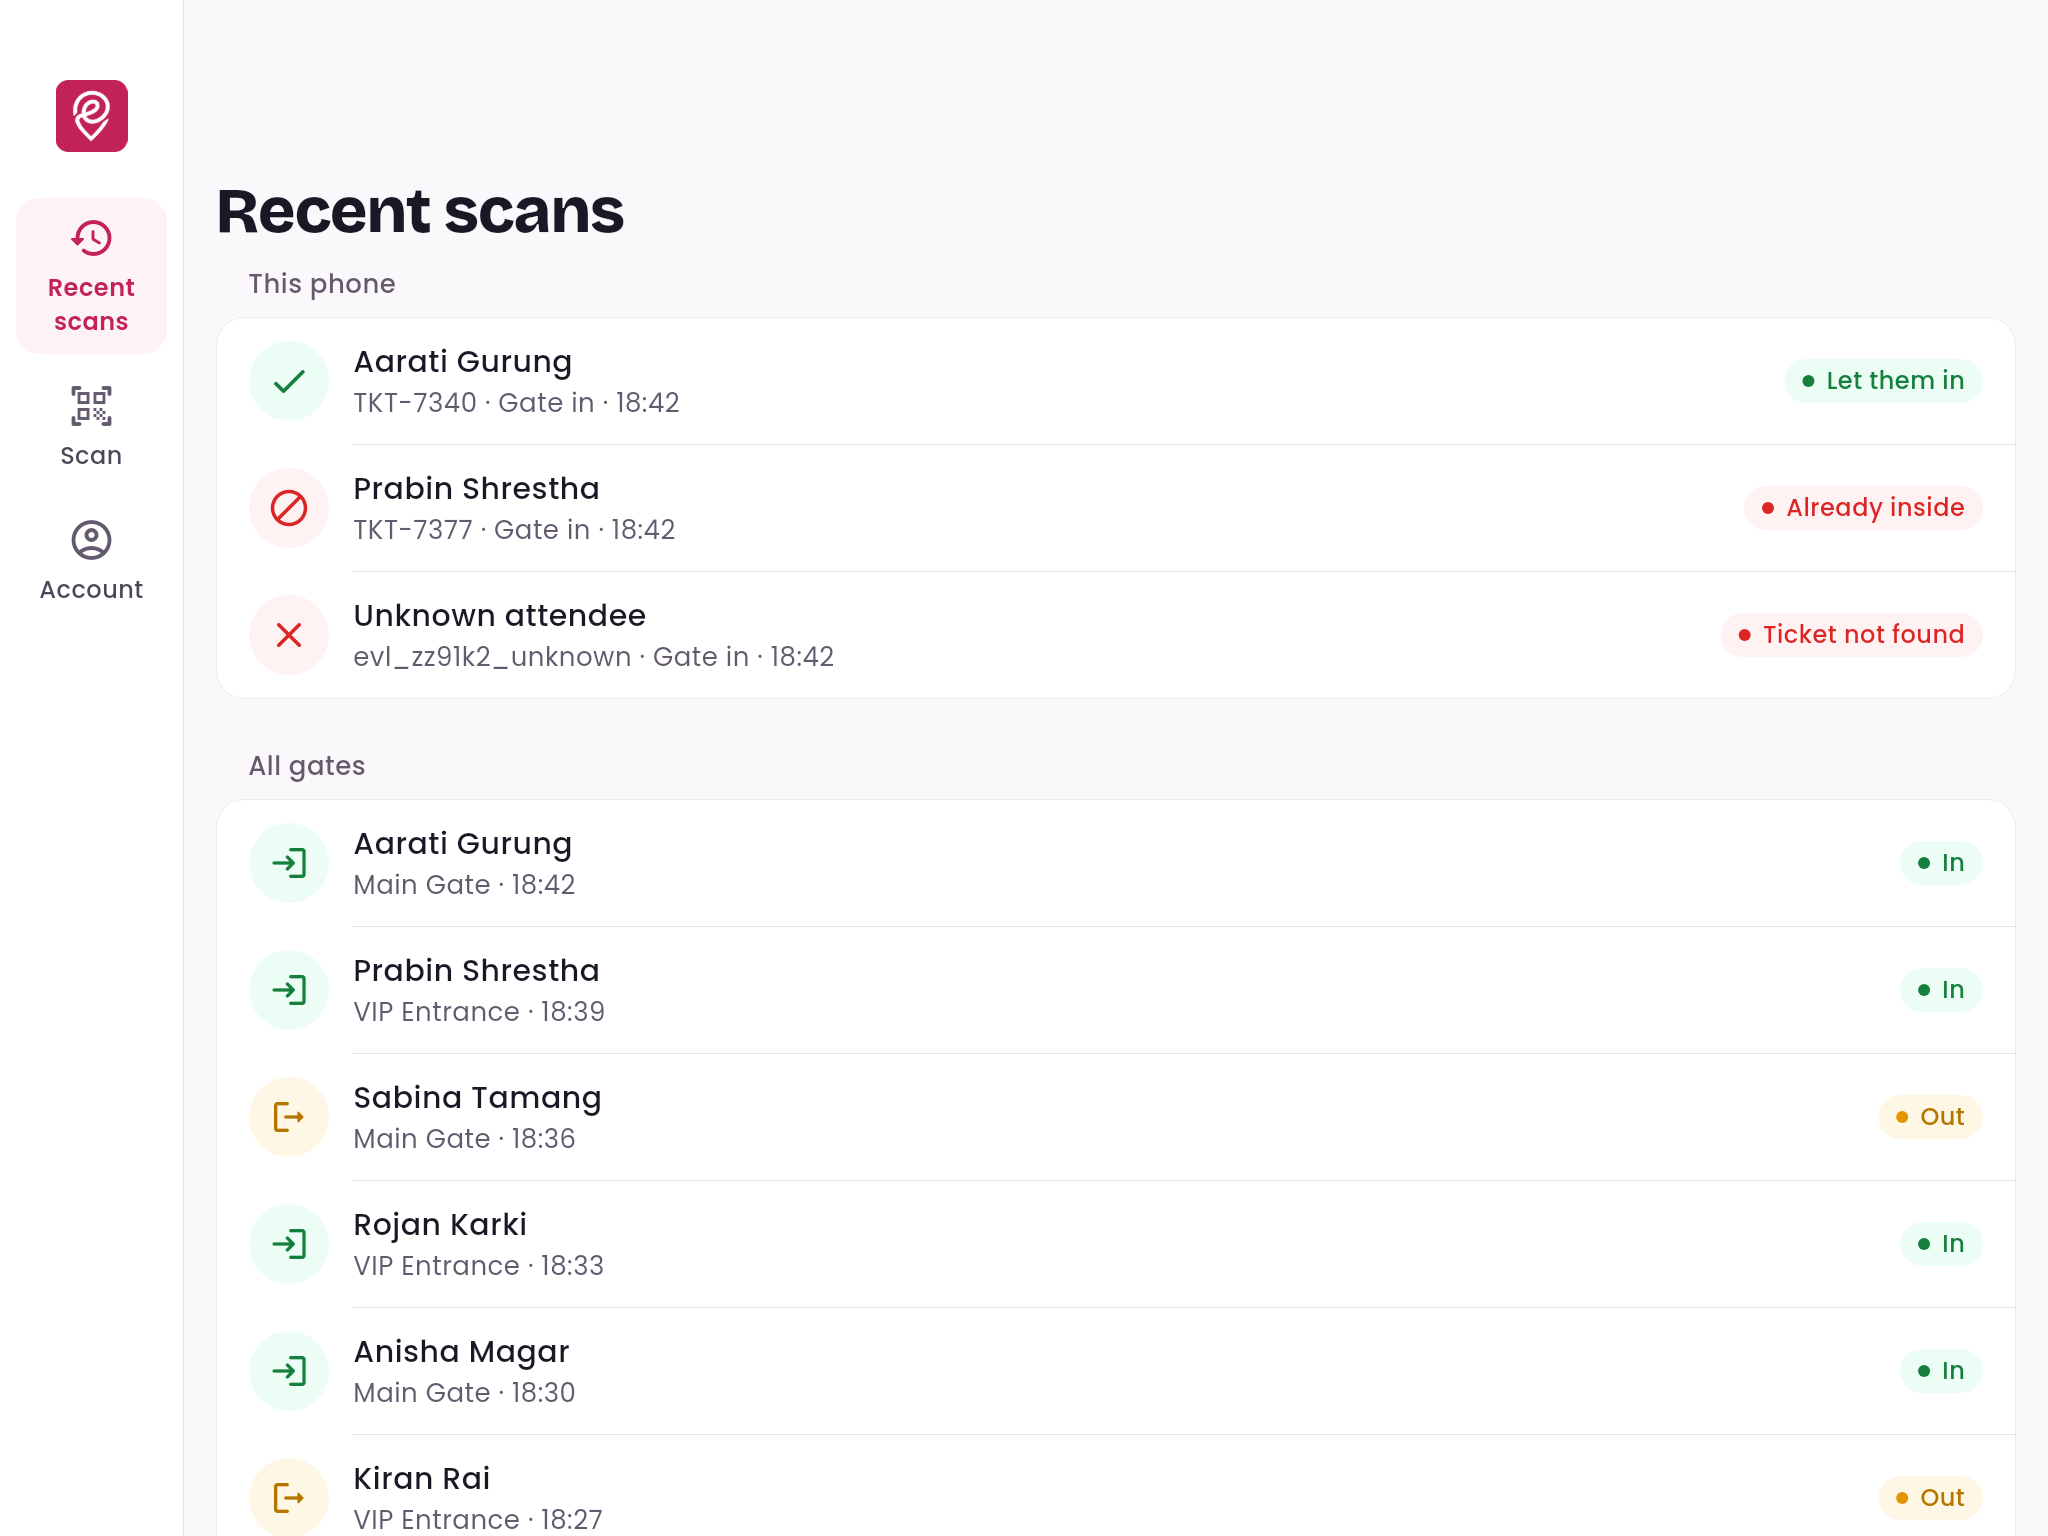 Recent scans
Scan
Account
Recent scans
This phone
Aarati Gurung
TKT-7340 · Gate in · 18:42
Let them in
Prabin Shrestha
TKT-7377 · Gate in · 18:42
Already inside
Unknown attendee
evl_zz91k2_unknown · Gate in · 18:42
Ticket not found
All gates
Aarati Gurung
Main Gate · 18:42
In
Prabin Shrestha
VIP Entrance · 18:39
In
Sabina Tamang
Main Gate · 18:36
Out
Rojan Karki
VIP Entrance · 18:33
In
Anisha Magar
Main Gate · 18:30
In
Kiran Rai
VIP Entrance · 18:27
Out